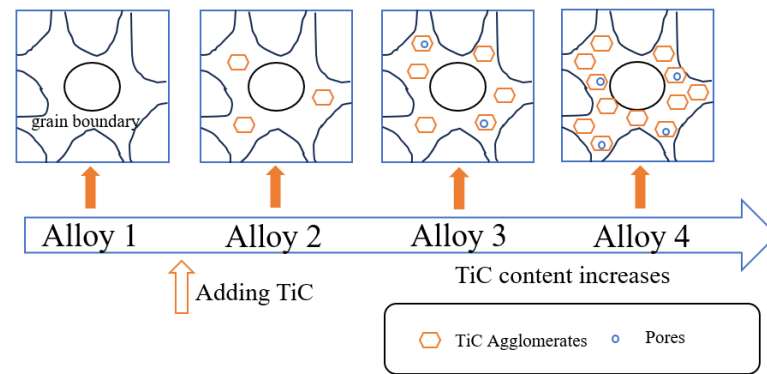 grain boundary
Alloy 1
Alloy 2
Alloy 3
Alloy 4
Adding TiC
TiC content increases
TiC Agglomerates
Pores